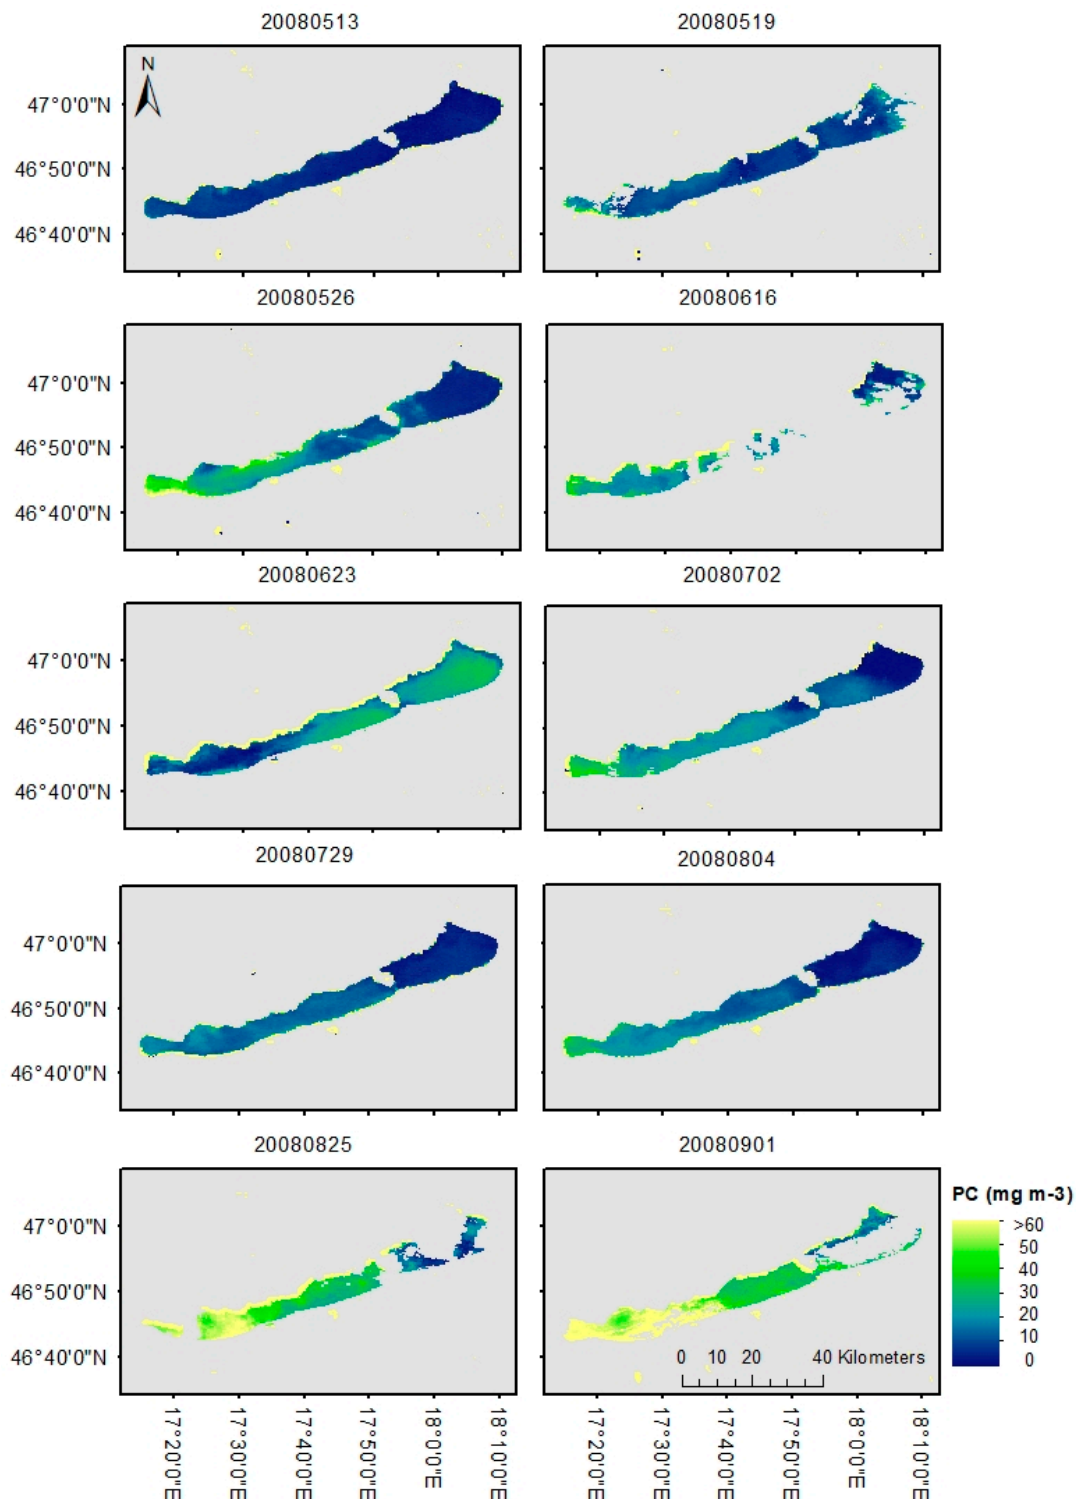 20080513
20080519
N
47°0'0"N
46°50'0"N
46°40'0"N
20080526
20080616
47°0'0"N
46°50'0"N
46°40'0"N
20080623
20080702
47°0'0"N
46°50'0"N
46°40'0"N
20080729
20080804
47°0'0"N
46°50'0"N
46°40'0"N
20080825
20080901
47°0'0"N
46°50'0"N
46°40'0"N
PC (mg m-3)
>60
50
40
30
20
10
0
0 10 20 40 Kilometers
17°20'0"E
17°30'0"E
17°40'0"E
17°50'0"E
18°0'0"E
18°10'0"E
17°20'0"E
17°30'0"E
17°40'0"E
17°50'0"E
18°0'0"E
18°10'0"E